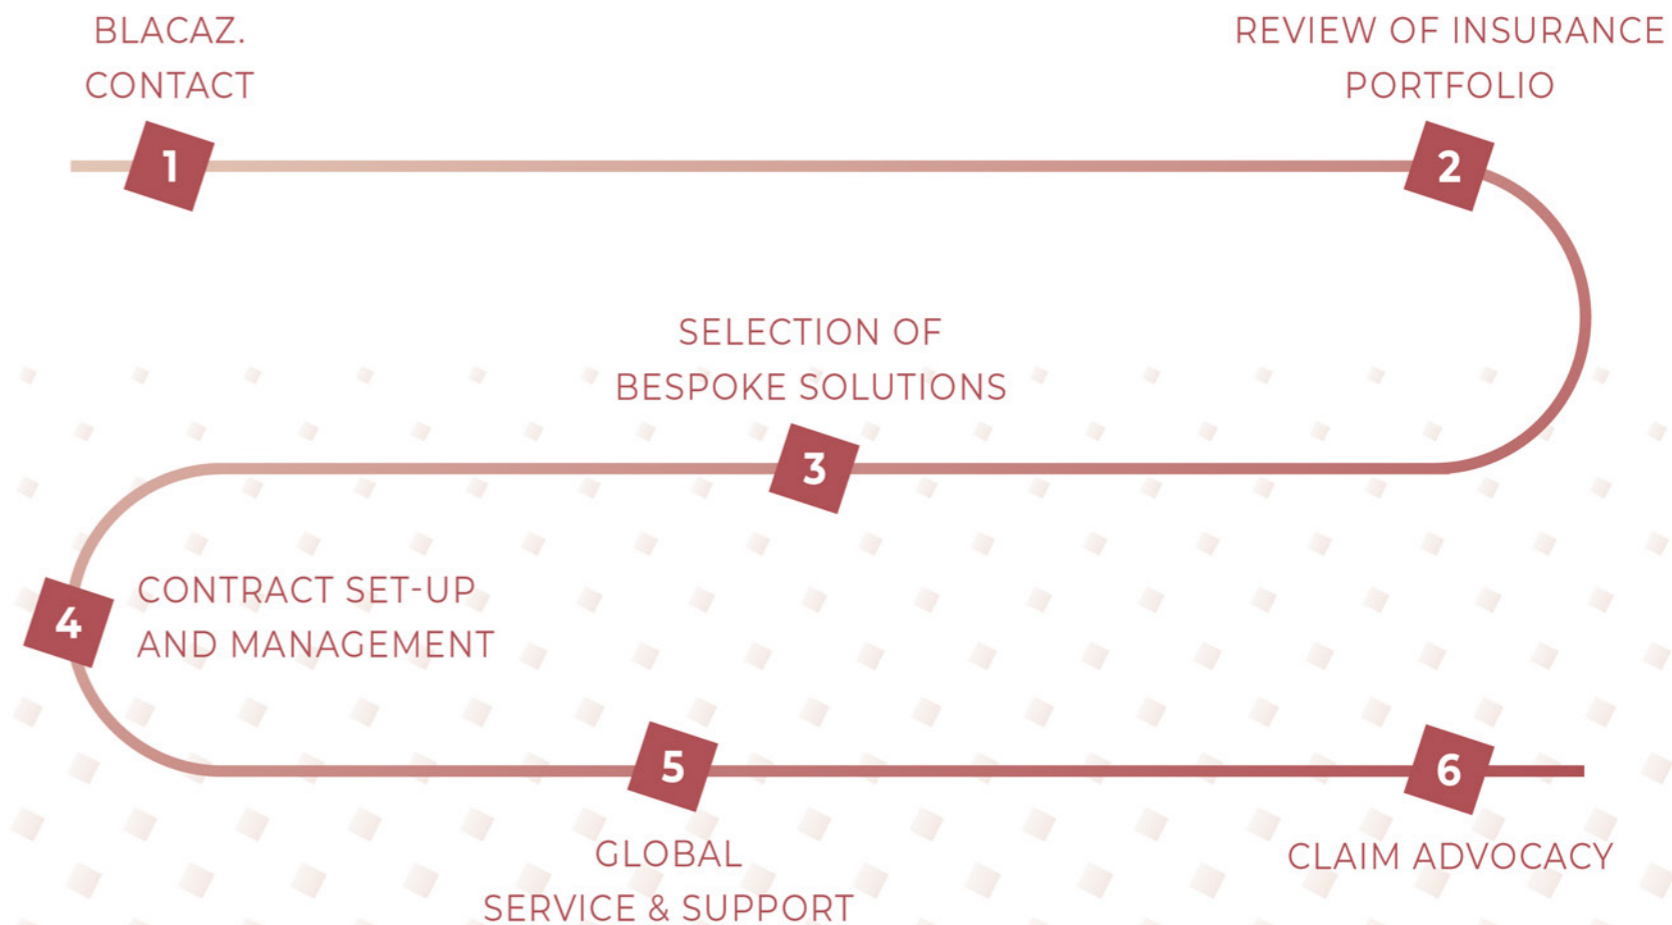 BLACAZ.
CONTACT
1
REVIEW OF INSURANCE
PORTFOLIO
2
SELECTION OF
BESPOKE SOLUTIONS
3
4
CONTRACT SET-UP
AND MANAGEMENT
5
GLOBAL
SERVICE & SUPPORT
6
CLAIM ADVOCACY